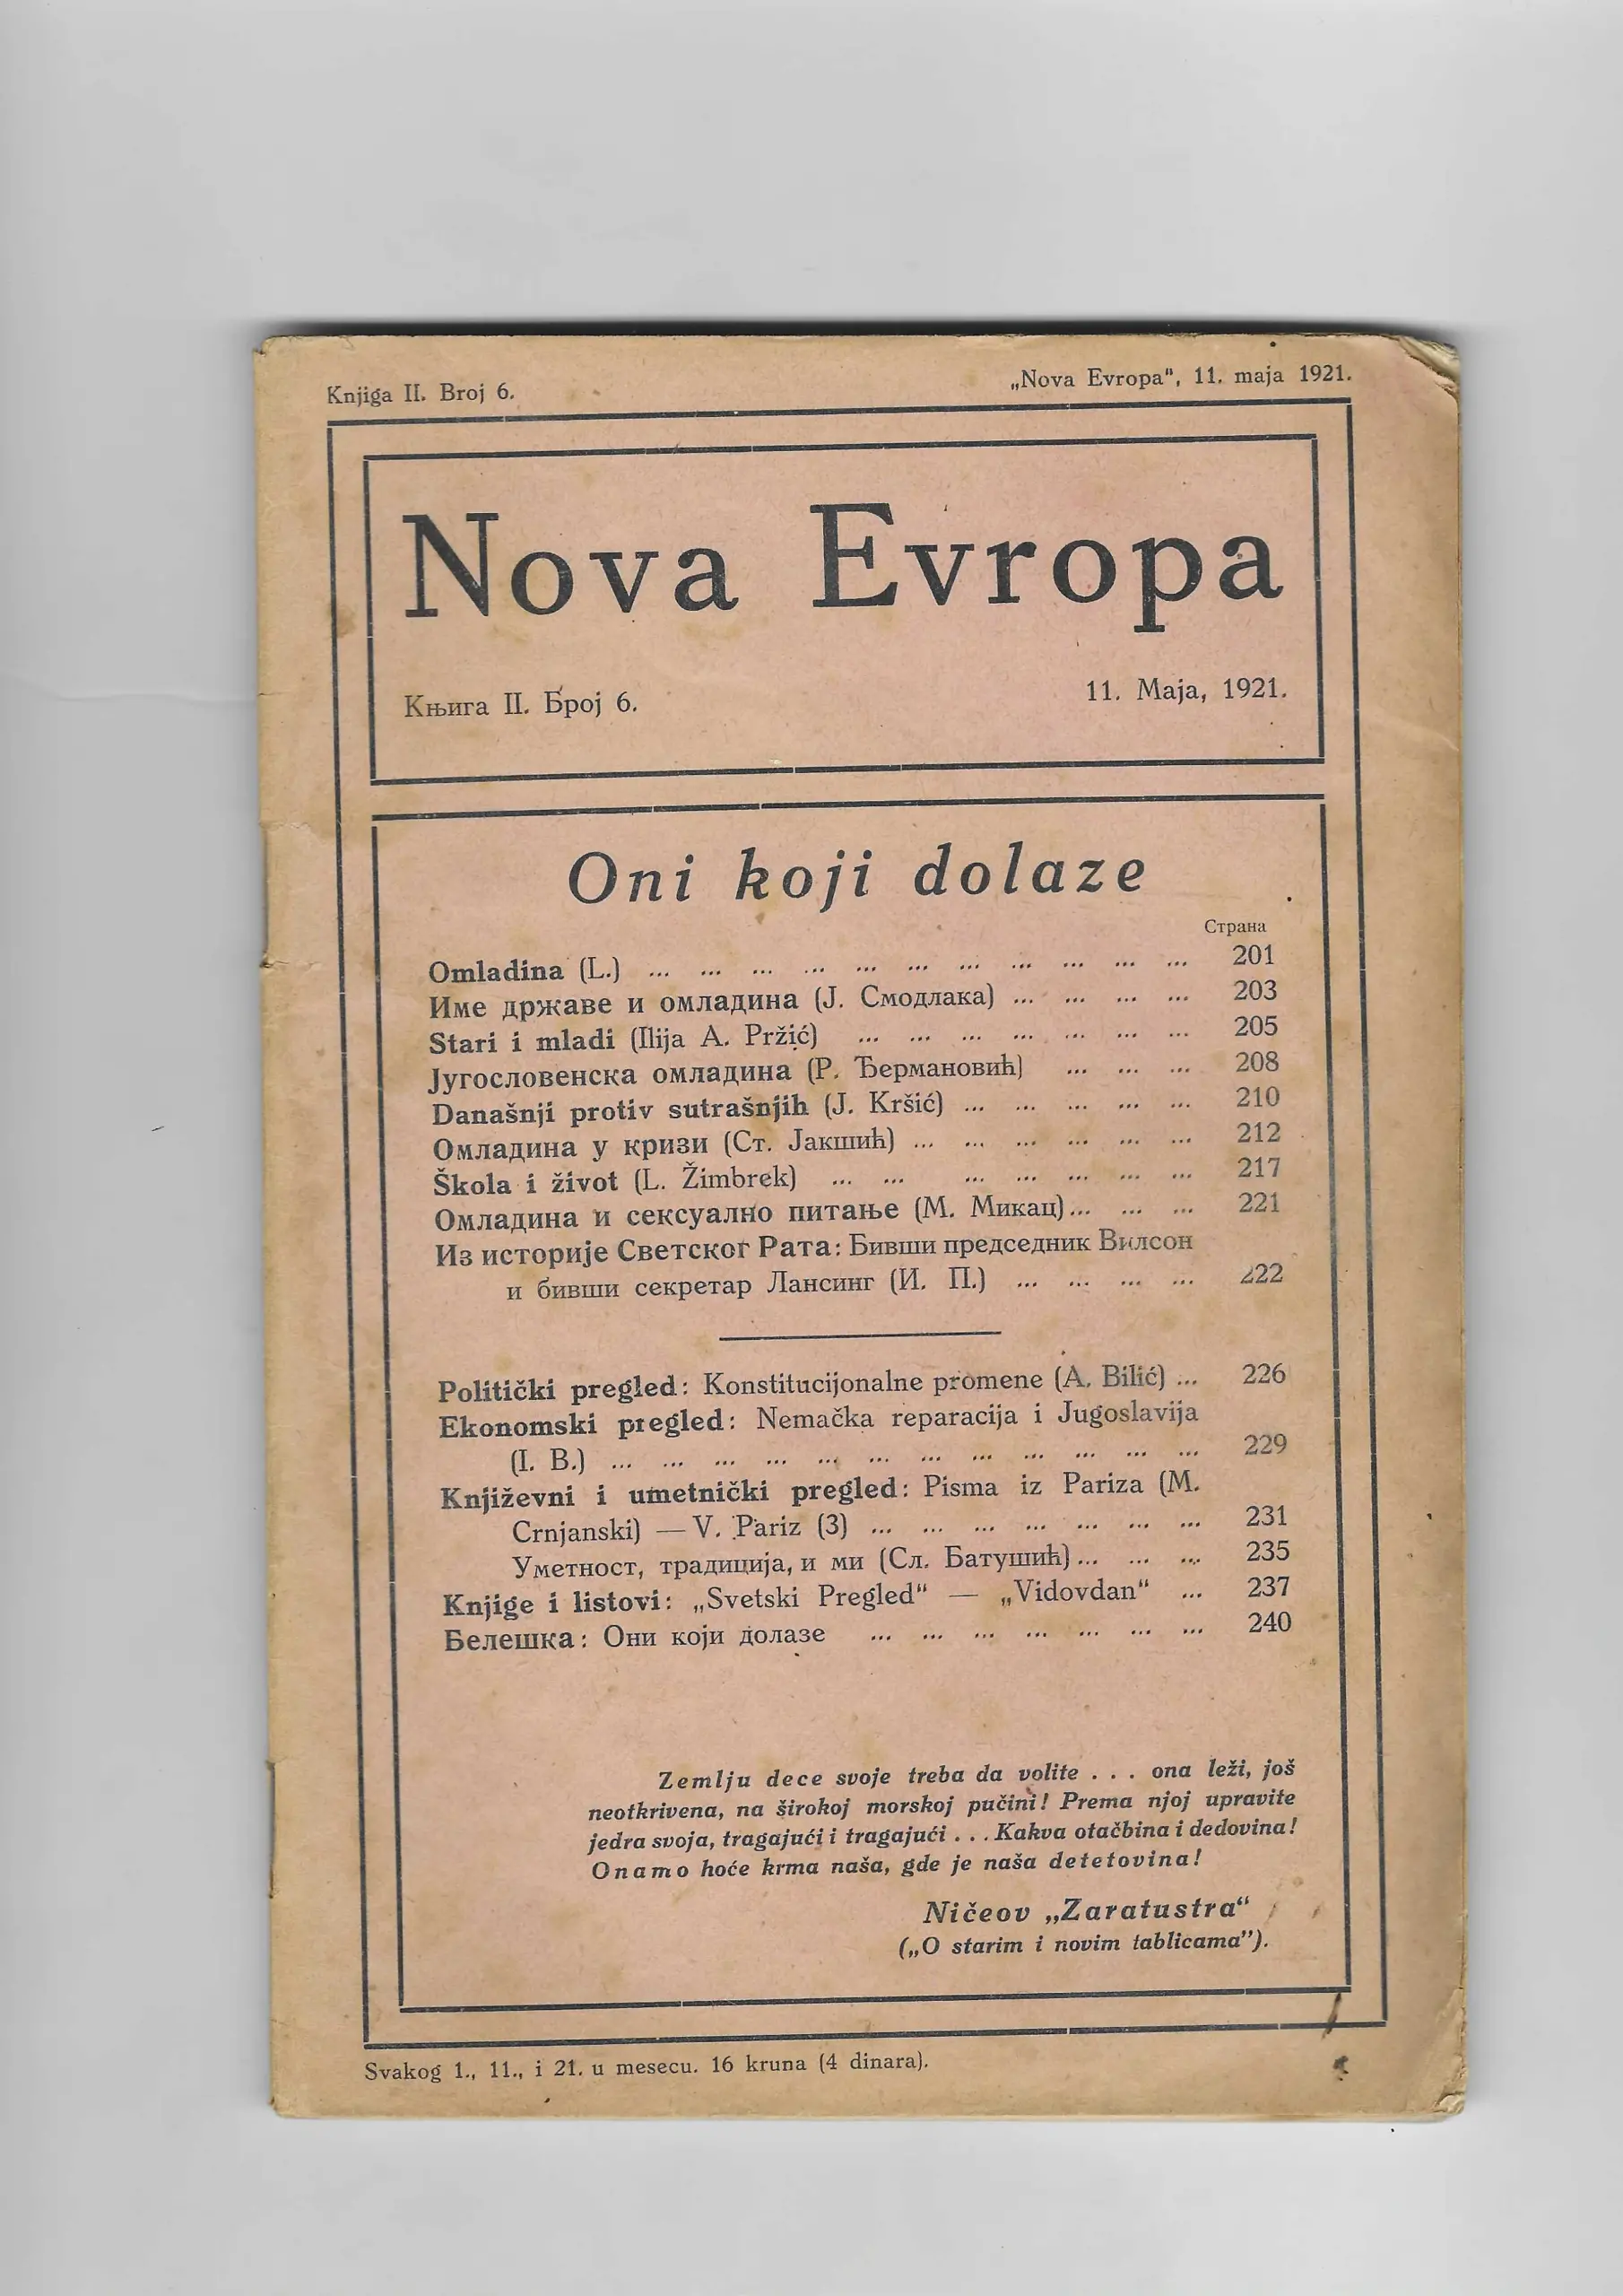 Knjiga II. Broj 6.
„Nova Evropa“, 11. maja 1921.
Nova Evropa
Књига II. Број 6.
11. Maja, 1921.
Oni koji dolaze
Страна
Omladina (L.) ... ... ... ... ... ... ... ... ... ... ... 201
Име државе и омладина (Ј. Смодлака) ... ... ... ... 203
Stari i mladi (Ilija A. Pržić) ... ... ... ... ... ... ... 205
Југословенска омладина (Р. Ђермановић) ... ... ... 208
Današnji protiv sutrašnjih (J. Kršić) ... ... ... ... ... 210
Омладина у кризи (Ст. Јакшић) ... ... ... ... ... ... 212
Škola i život (L. Žimbrek) ... ... ... ... ... ... ... 217
Омладина и сексуално питање (М. Микац)... ... ... 221
Из историје Светског Рата: Бивши председник Вилсон
и бивши секретар Лансинг (И. П.) ... ... ... ... 222
Politički pregled: Konstitucijonalne promene (A. Bilić) ... 226
Ekonomski pregled: Nemačka reparacija i Jugoslavija
(I. B.) ... ... ... ... ... ... ... ... ... ... ... ... 229
Književni i umetnički pregled: Pisma iz Pariza (M.
Crnjanski) — V. Pariz (3) ... ... ... ... ... ... ... 231
Уметност, традиција, и ми (Сл. Батушић)... ... ... 235
Knjige i listovi: „Svetski Pregled“ — „Vidovdan“ ... 237
Белешка: Они који долазе ... ... ... ... ... ... ... 240
Zemlju dece svoje treba da volite . . . ona leži, još
neotkrivena, na širokoj morskoj pučini! Prema njoj upravite
jedra svoja, tragajući i tragajući . . . Kakva otačbina i dedovina!
Onamo hoće krma naša, gde je naša detetovina!
Ničeov „Zaratustra“
(„O starim i novim tablicama”).
Svakog 1., 11., i 21. u mesecu. 16 kruna (4 dinara).